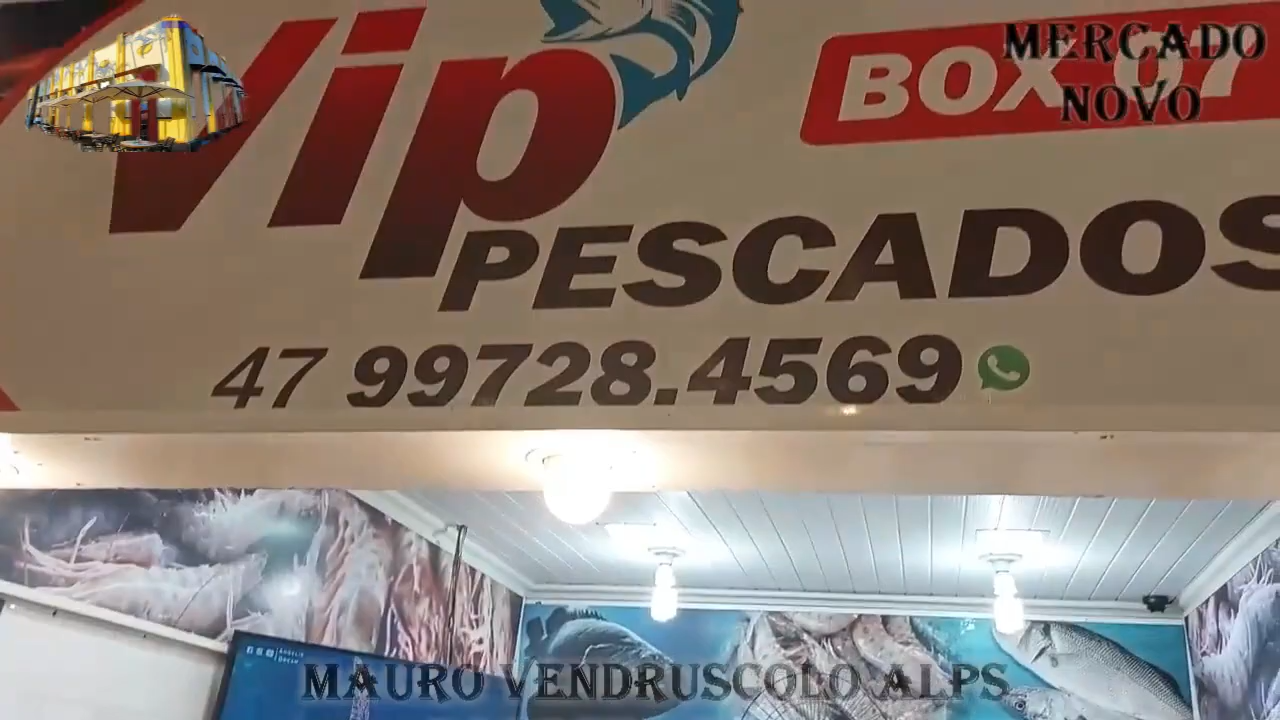 Vip
BOX 07
MERCADO
NOVO
PESCADOS
47 99728.4569
MAURO VENDRUSCOLO ALPS